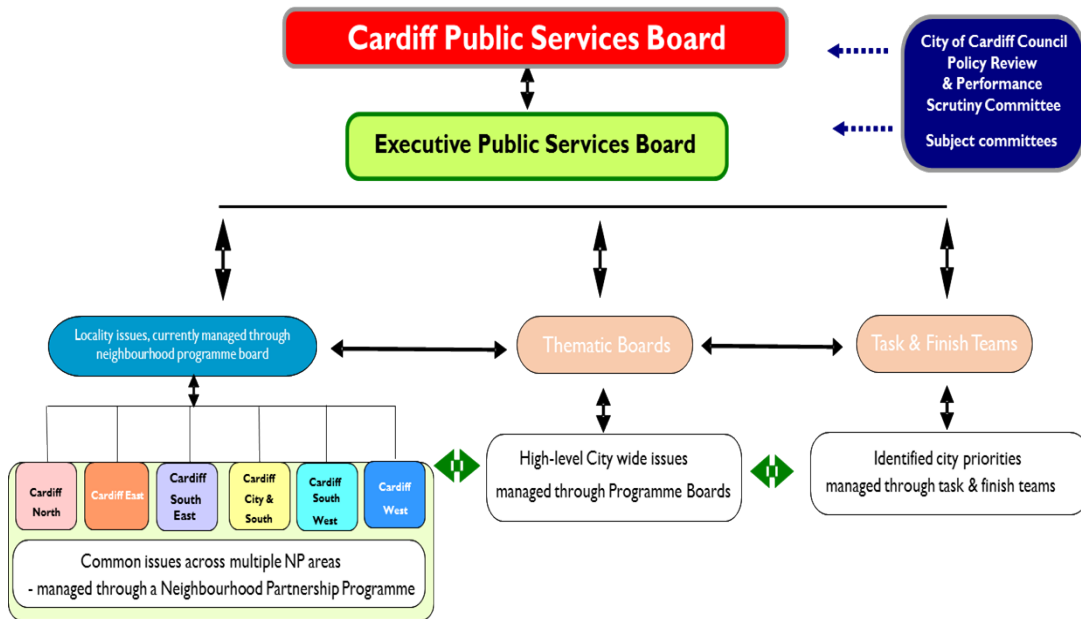 Cardiff Public Services Board
City of Cardiff Council
Policy Review
& Performance
Scrutiny Committee
Subject committees
Executive Public Services Board
Locality issues, currently managed through
neighbourhood programme board
Thematic Boards
Task & Finish Teams
Cardiff
North
Cardiff East
Cardiff
South
East
Cardiff
City &
South
Cardiff
South
West
Cardiff
West
Common issues across multiple NP areas
- managed through a Neighbourhood Partnership Programme
High-level City wide issues
managed through Programme Boards
Identified city priorities
managed through task & finish teams